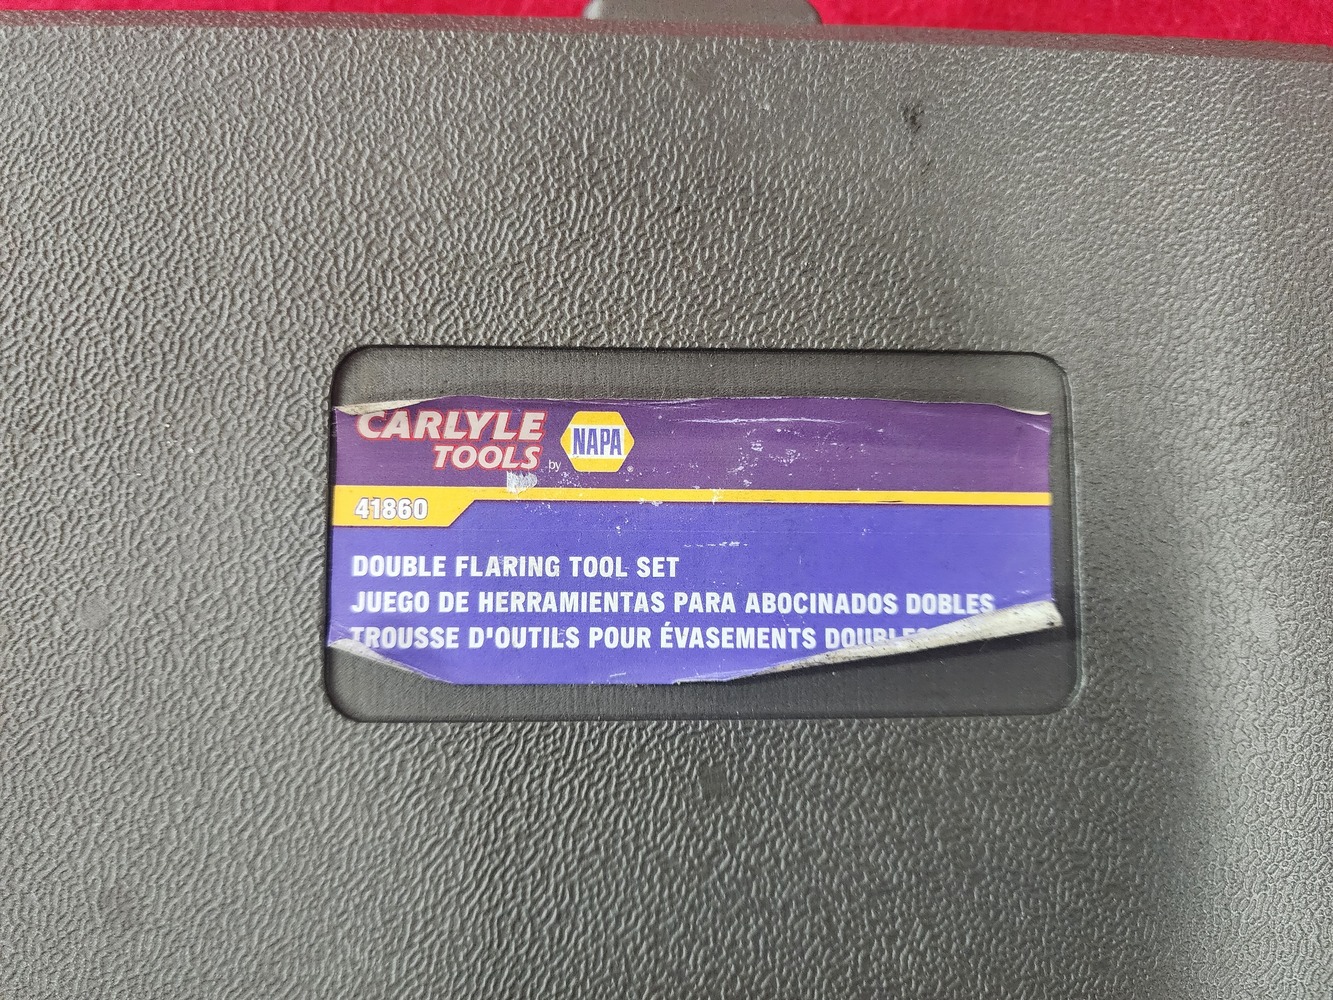 CARLYLE
TOOLS by NAPA
41860
DOUBLE FLARING TOOL SET
JUEGO DE HERRAMIENTAS PARA ABOCINADOS DOBLES
TROUSSE D'OUTILS POUR ÉVASEMENTS DOUBLES